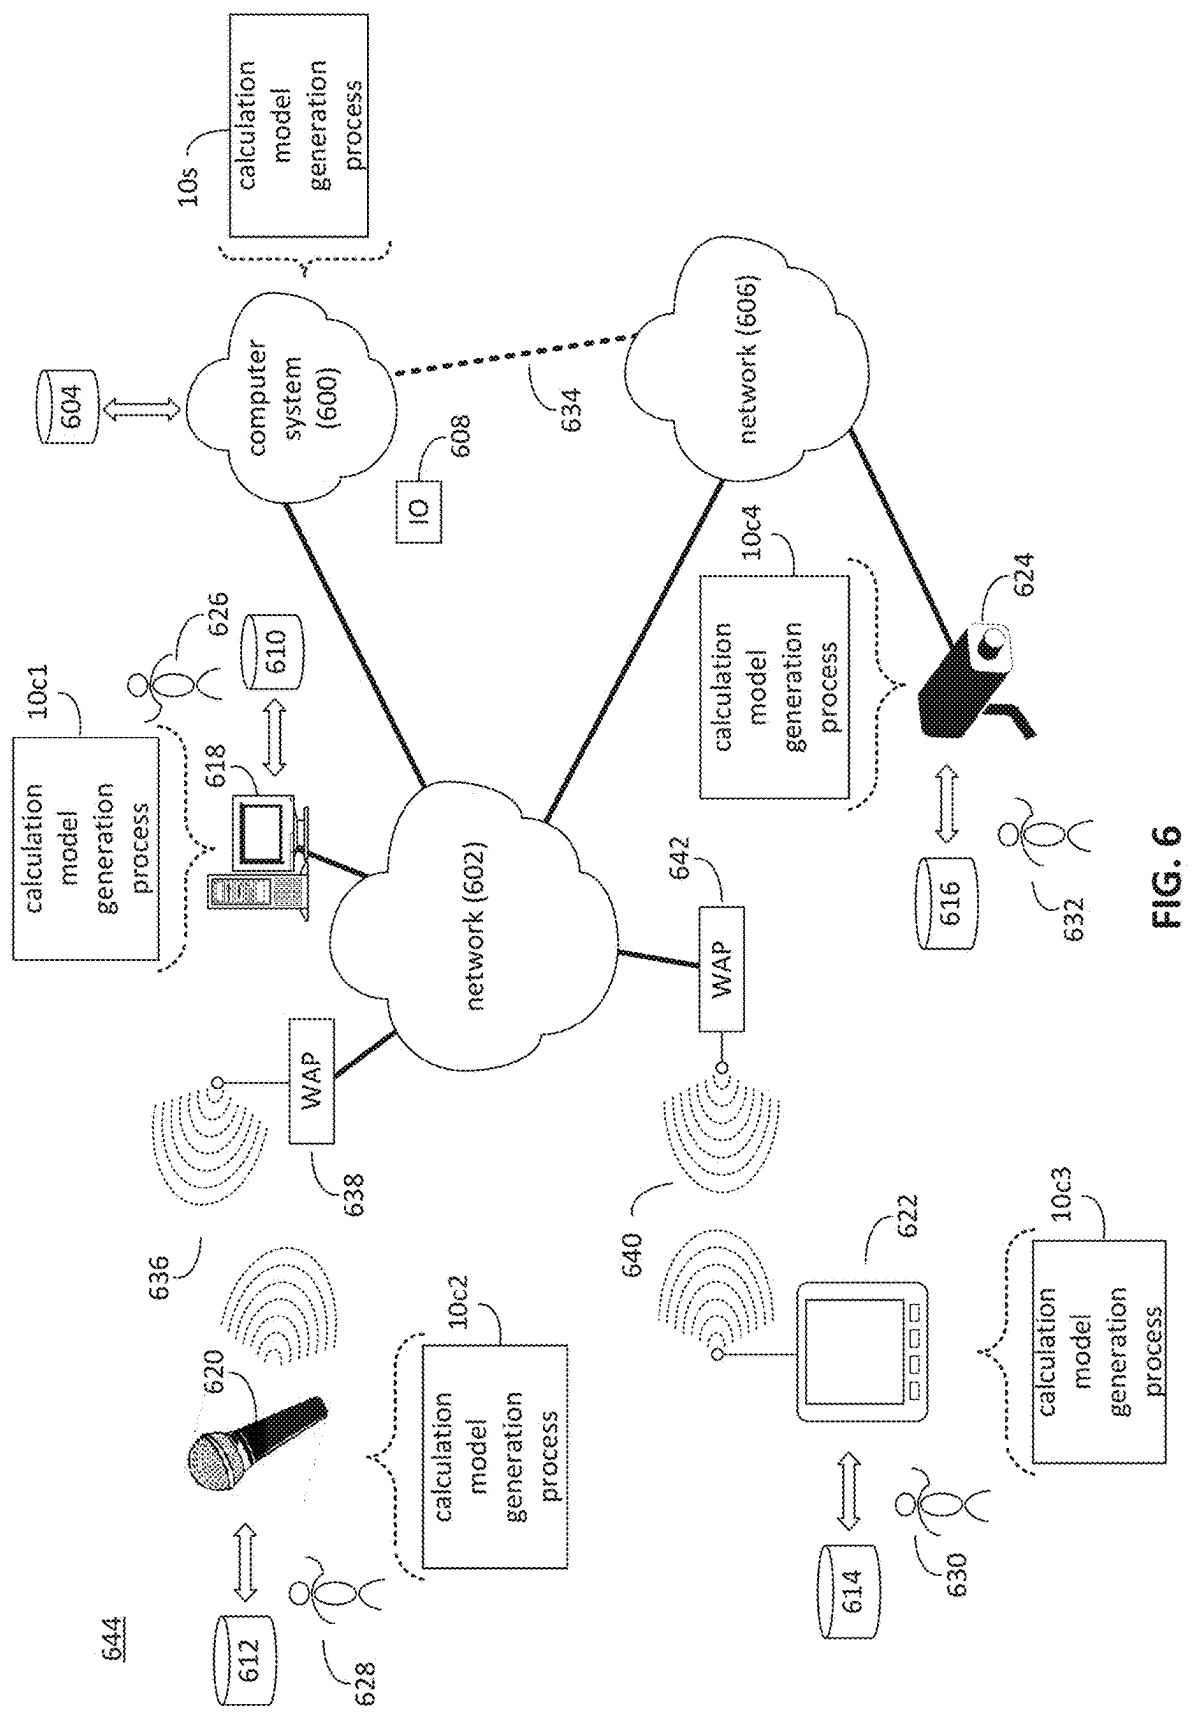 644
612
628
620
calculation
model
generation
process
10c2
636
WAP
638
calculation
model
generation
process
10c1
618
626
610
network (602)
604
computer
system
(600)
calculation
model
generation
process
10s
IO
608
634
network (606)
614
630
622
calculation
model
generation
process
10c3
640
WAP
642
calculation
model
generation
process
10c4
624
616
632
FIG. 6